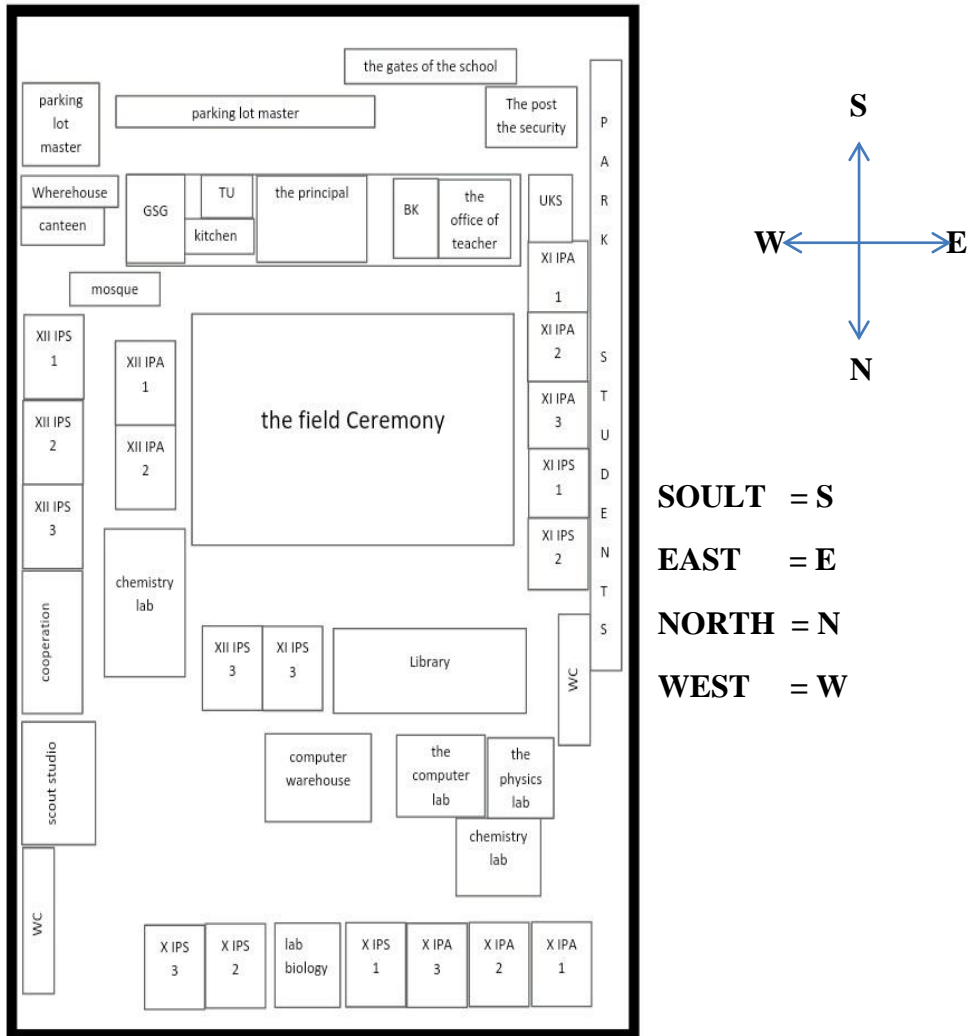 the gates of the school
parking
lot
master
parking lot master
The post
the security
P A R K S T U D E N T S
Wherehouse
canteen
GSG
TU
kitchen
the principal
BK
the
office of
teacher
UKS
mosque
XI IPA
1
XI IPA
2
XI IPA
3
XI IPS
1
XI IPS
2
XII IPS
1
XII IPS
2
XII IPS
3
XII IPA
1
XII IPA
2
the field Ceremony
chemistry
lab
cooperation
XII IPS
3
XI IPS
3
Library
WC
scout studio
computer
warehouse
the
computer
lab
the
physics
lab
chemistry
lab
WC
X IPS
3
X IPS
2
lab
biology
X IPS
1
X IPA
3
X IPA
2
X IPA
1
S
W
E
N
SOULT = S
EAST = E
NORTH = N
WEST = W